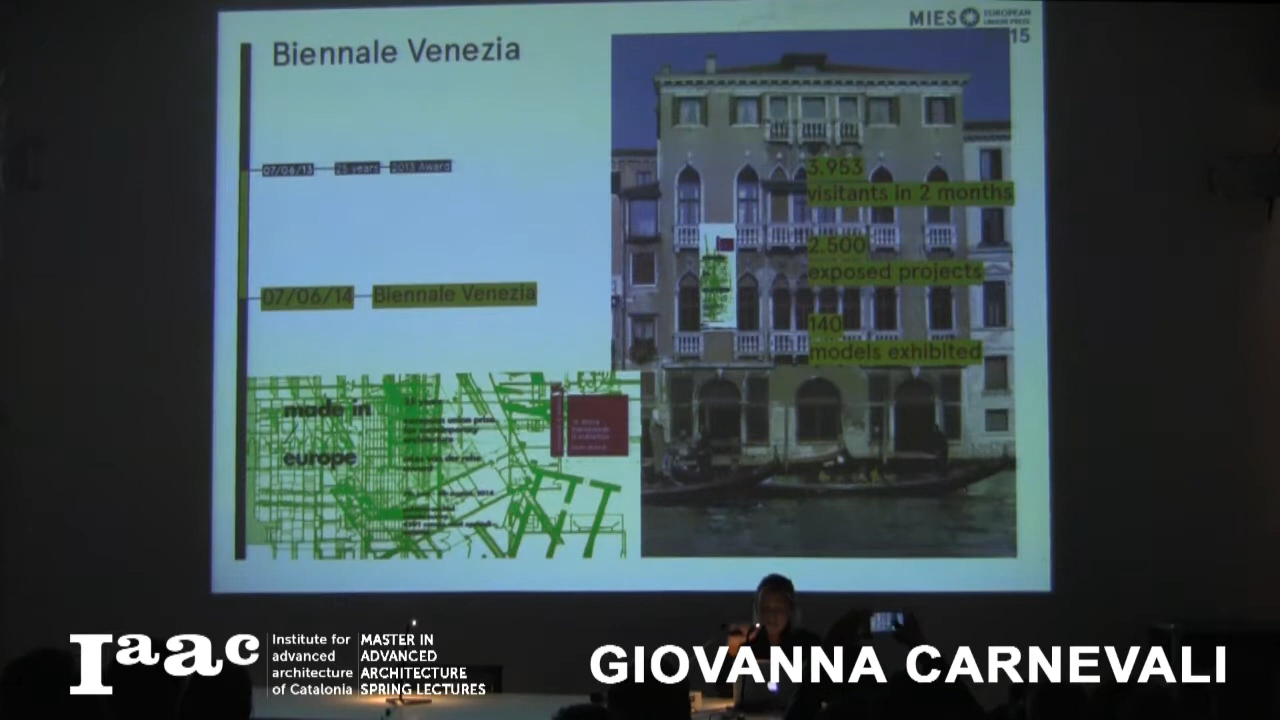 MIES EUROPEAN
UNION PRIZE
15
Biennale Venezia
07/06/13 25 years 2013 Award
07/06/14 Biennale Venezia
3.953
visitants in 2 months
2.500
exposed projects
140
models exhibited
made in
europe
Iaac
Institute for
advanced
architecture
of Catalonia
MASTER IN
ADVANCED
ARCHITECTURE
SPRING LECTURES
GIOVANNA CARNEVALI